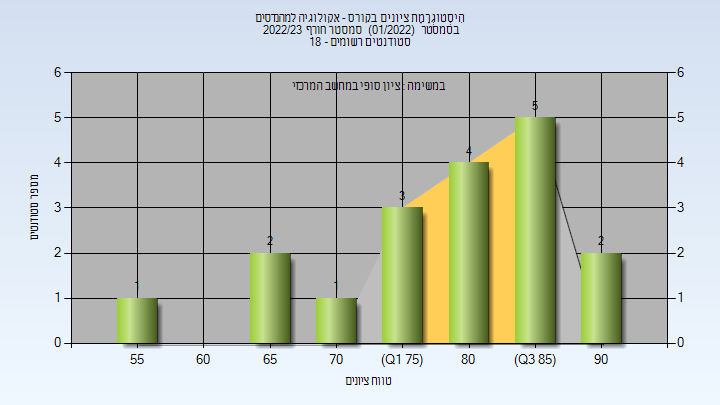 היסטוגרמת ציונים בקורס - אקולוגיה למהנדסים
בסמסטר (01/2022) סמסטר חורף 2022/23
סטודנטים רשומים - 18
במשימה : ציון סופי במחשב המרכזי
6 6
5 5 5
4 4 4
3 3 3
2 2 2 2
1 1 1 1
0 0
55 60 65 70 (Q1 75) 80 (Q3 85) 90
מספר סטודנטים
טווח ציונים